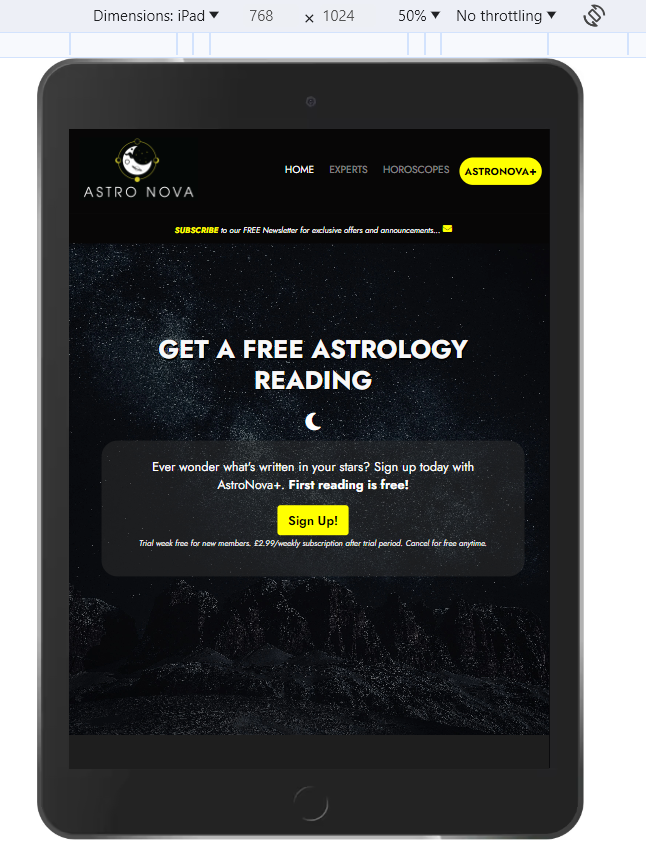 Dimensions: iPad ▼ 768 × 1024 50% ▼ No throttling ▼
ASTRO NOVA
HOME EXPERTS HOROSCOPES ASTRONOVA+
SUBSCRIBE to our FREE Newsletter for exclusive offers and announcements...
GET A FREE ASTROLOGY
READING
Ever wonder what's written in your stars? Sign up today with
AstroNova+. First reading is free!
Sign Up!
Trial week free for new members. £2.99/weekly subscription after trial period. Cancel for free anytime.